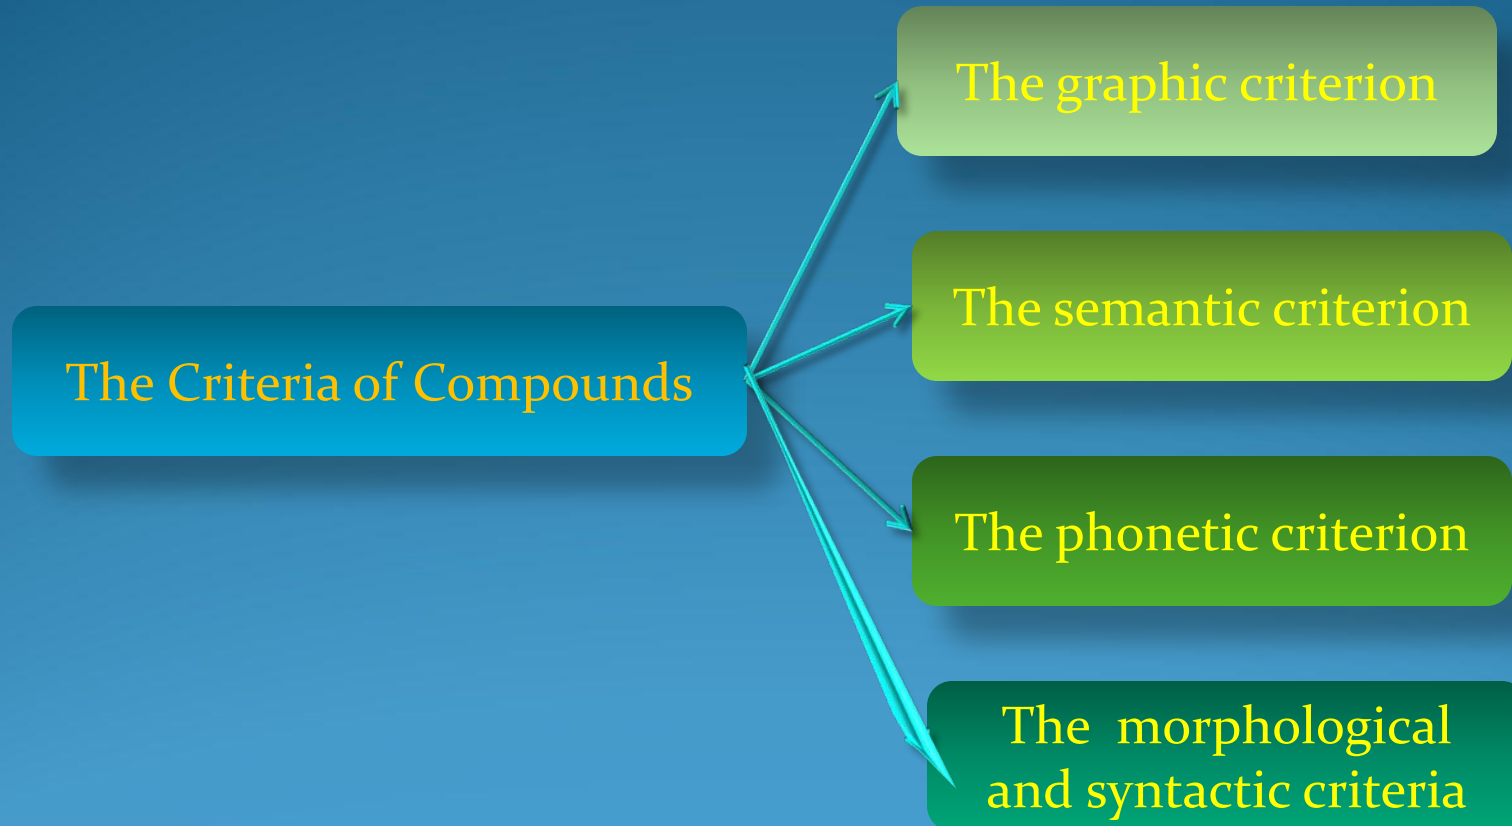 The graphic criterion
The semantic criterion
The Criteria of Compounds
The phonetic criterion
The  morphological
and syntactic criteria